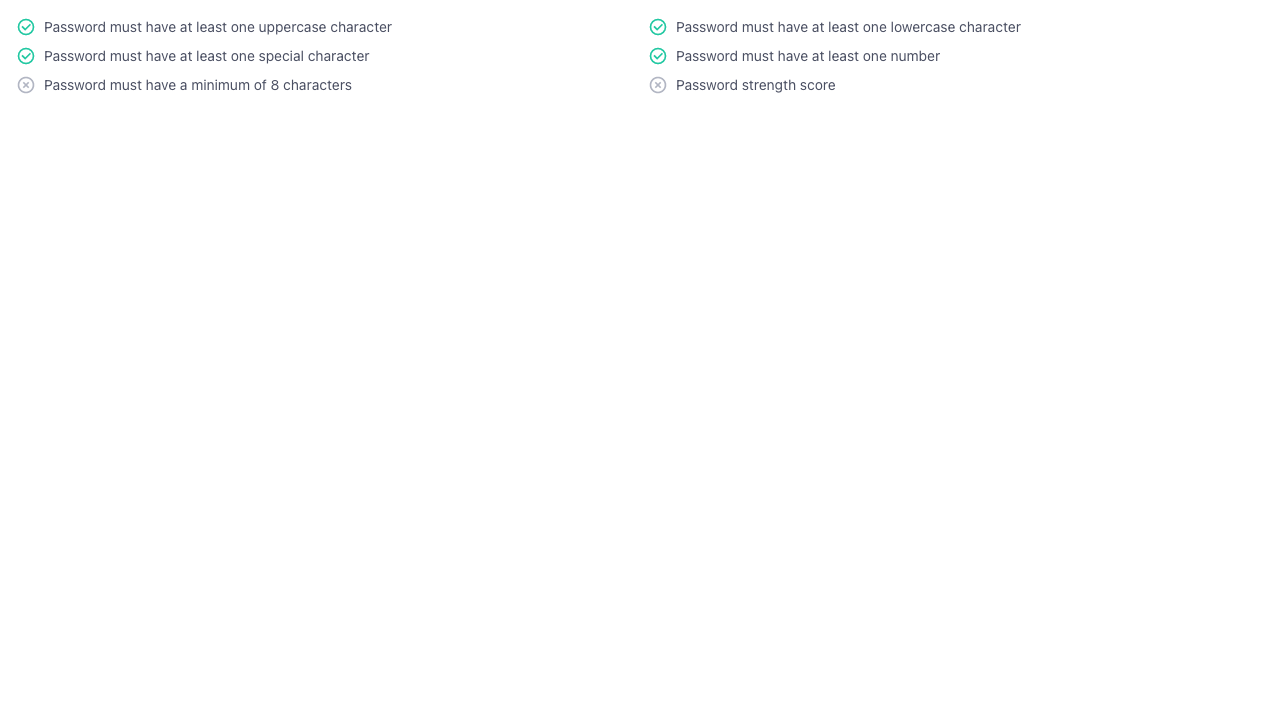 Password must have at least one uppercase character
Password must have at least one lowercase character
Password must have at least one special character
Password must have at least one number
Password must have a minimum of 8 characters
Password strength score